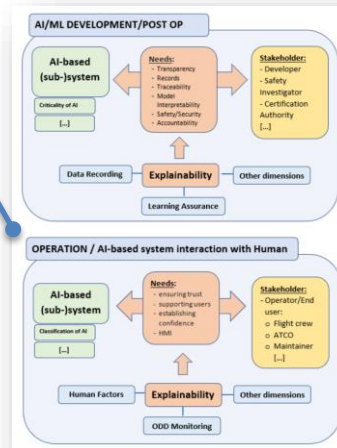 AI/ML DEVELOPMENT/POST OP
AI-based
(sub-)system
Criticality of AI
[...]
Needs:
- Transparency
- Records
- Traceability
- Model
Interpretability
- Safety/Security
- Accountability
Stakeholder:
- Developer
- Safety
Investigator
- Certification
Authority
[...]
Data Recording
Explainability
Other dimensions
Learning Assurance
OPERATION / AI-based system interaction with Human
AI-based
(sub-)system
Classification of AI
[...]
Needs:
- ensuring trust
- supporting users
- establishing
confidence
- HMI
Stakeholder:
- Operator/End
user:
o Flight crew
o ATCO
o Maintainer
[...]
Human Factors
Explainability
Other dimensions
ODD Monitoring